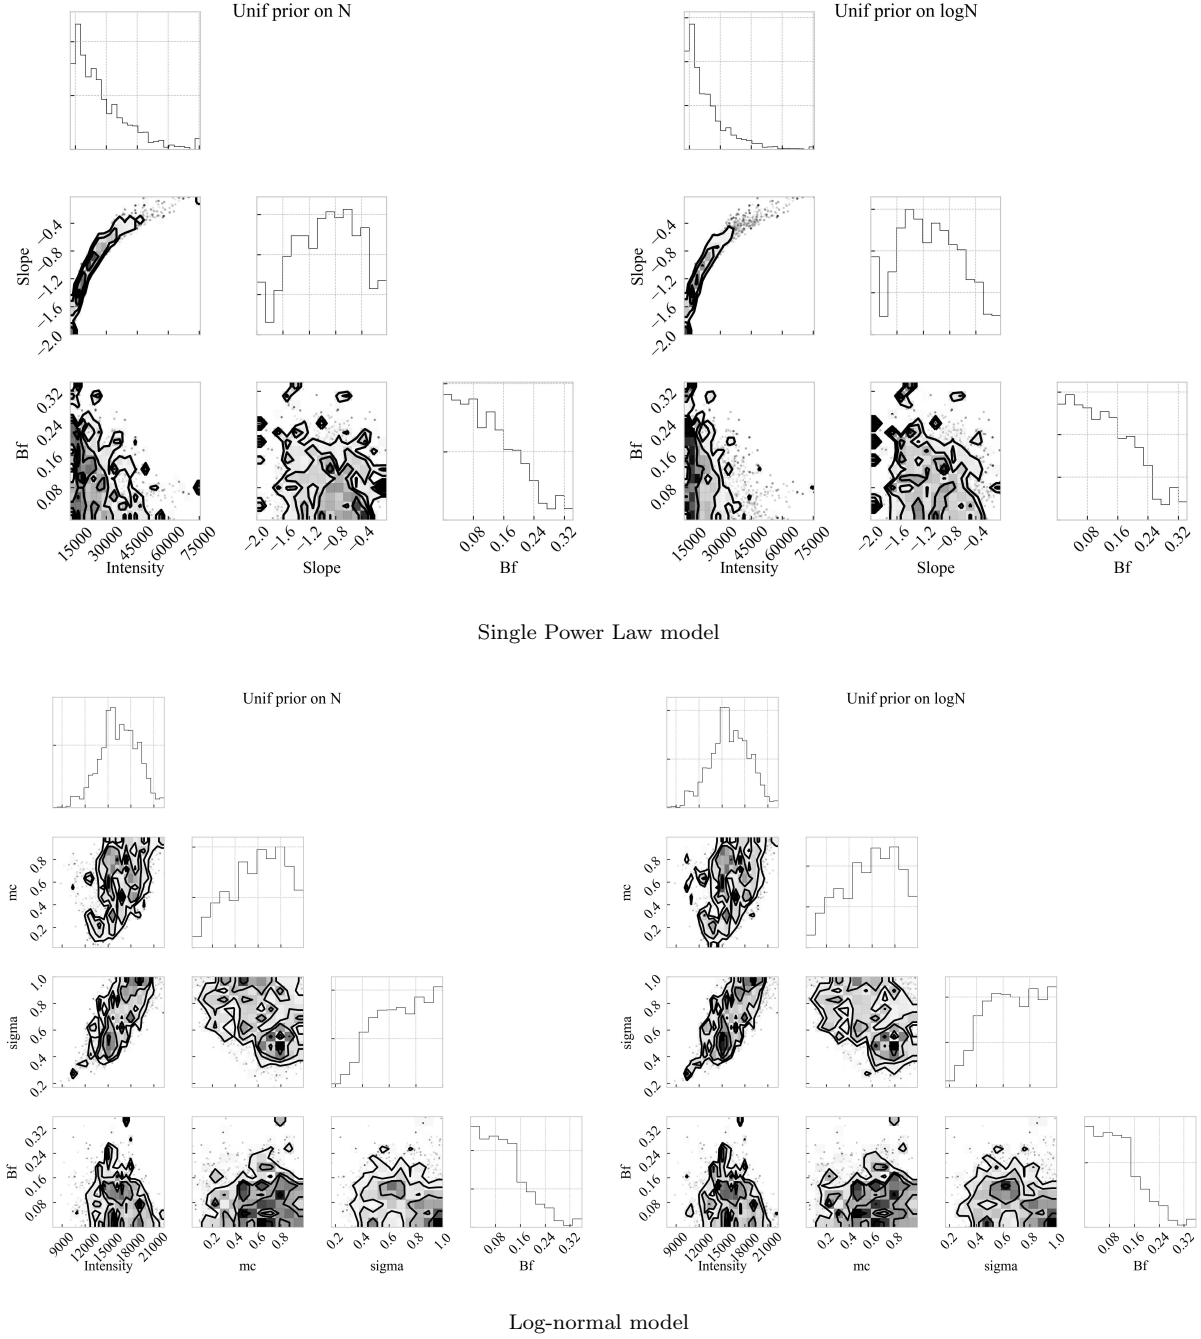 Unif prior on N
Unif prior on logN
Slope
−0.4
−0.8
−1.2
−1.6
−2.0
Slope
−0.4
−0.8
−1.2
−1.6
−2.0
Bf
0.32
0.24
0.16
0.08
Bf
0.32
0.24
0.16
0.08
15000 30000 45000 60000 75000
−2.0 −1.6 −1.2 −0.8 −0.4
0.08 0.16 0.24 0.32
15000 30000 45000 60000 75000
−2.0 −1.6 −1.2 −0.8 −0.4
0.08 0.16 0.24 0.32
Intensity Slope Bf
Intensity Slope Bf
Single Power Law model
Unif prior on N
Unif prior on logN
mc
0.8
0.6
0.4
0.2
mc
0.8
0.6
0.4
0.2
sigma
1.0
0.8
0.6
0.4
0.2
sigma
1.0
0.8
0.6
0.4
0.2
Bf
0.32
0.24
0.16
0.08
Bf
0.32
0.24
0.16
0.08
9000 12000 15000 18000 21000
0.2 0.4 0.6 0.8
0.2 0.4 0.6 0.8 1.0
0.08 0.16 0.24 0.32
9000 12000 15000 18000 21000
0.2 0.4 0.6 0.8
0.2 0.4 0.6 0.8 1.0
0.08 0.16 0.24 0.32
Intensity mc sigma Bf
Intensity mc sigma Bf
Log-normal model